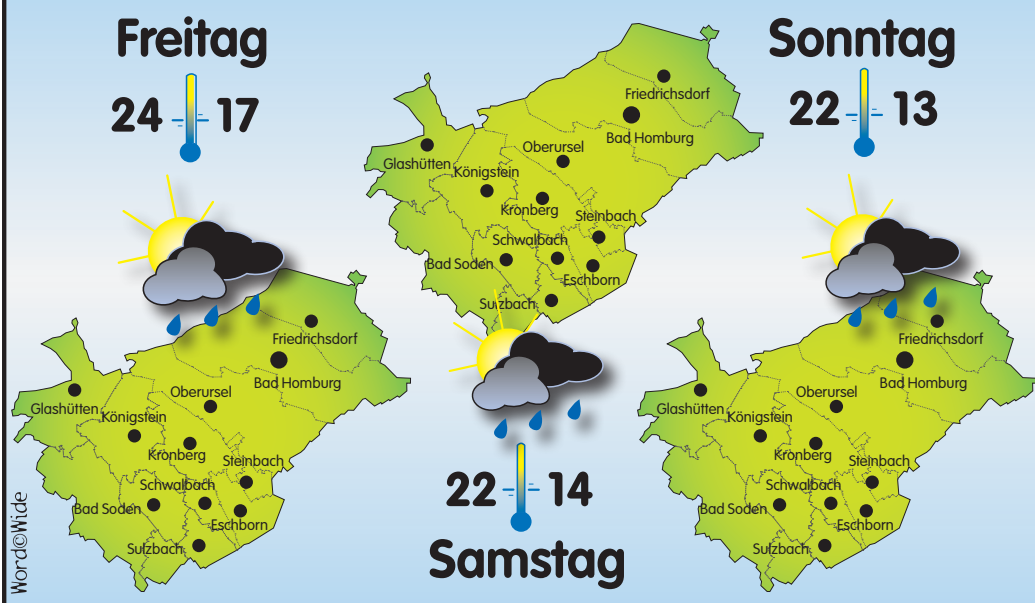 Freitag
24 17
Glashütten
Königstein
Oberursel
Friedrichsdorf
Bad Homburg
Kronberg
Steinbach
Schwalbach
Bad Soden
Eschborn
Sulzbach
Friedrichsdorf
Bad Homburg
Oberursel
Glashütten
Königstein
Kronberg
Steinbach
Schwalbach
Bad Soden
Eschborn
Sulzbach
22 14
Samstag
Sonntag
22 13
Friedrichsdorf
Bad Homburg
Oberursel
Glashütten
Königstein
Kronberg
Steinbach
Schwalbach
Bad Soden
Eschborn
Sulzbach
Word©Wide